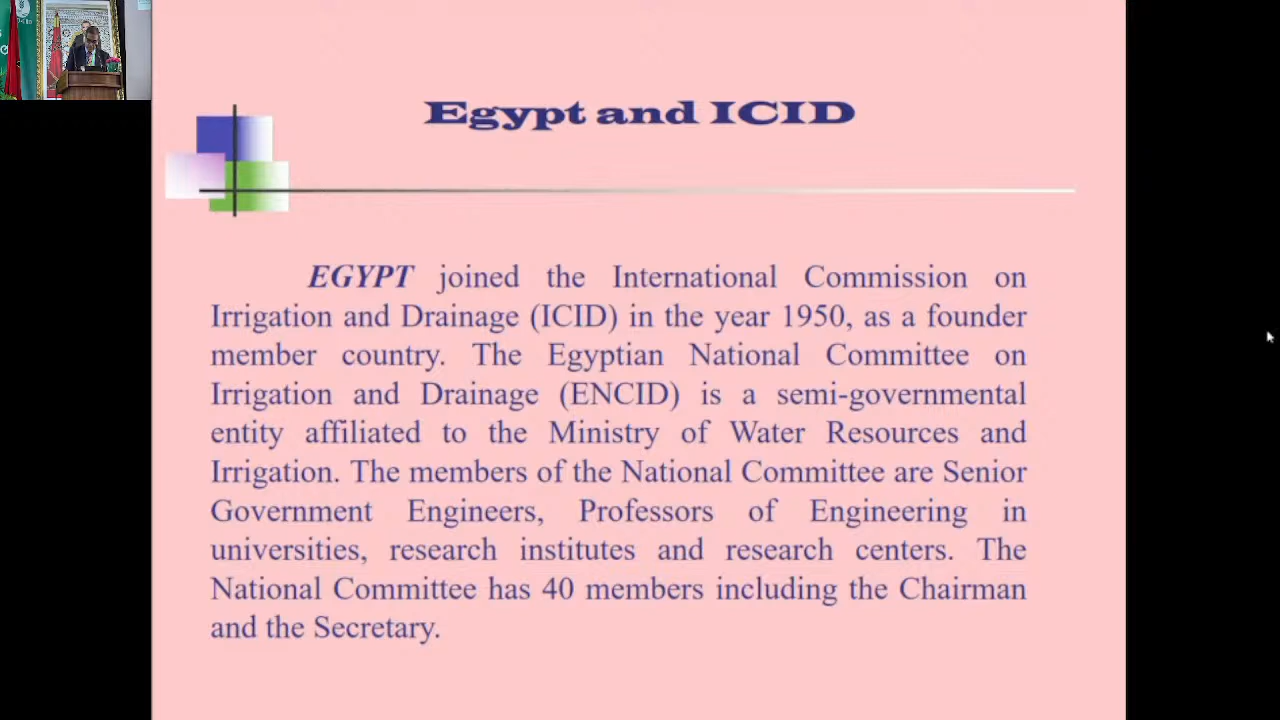 Egypt and ICID
EGYPT joined the International Commission on
Irrigation and Drainage (ICID) in the year 1950, as a founder
member country. The Egyptian National Committee on
Irrigation and Drainage (ENCID) is a semi-governmental
entity affiliated to the Ministry of Water Resources and
Irrigation. The members of the National Committee are Senior
Government Engineers, Professors of Engineering in
universities, research institutes and research centers. The
National Committee has 40 members including the Chairman
and the Secretary.